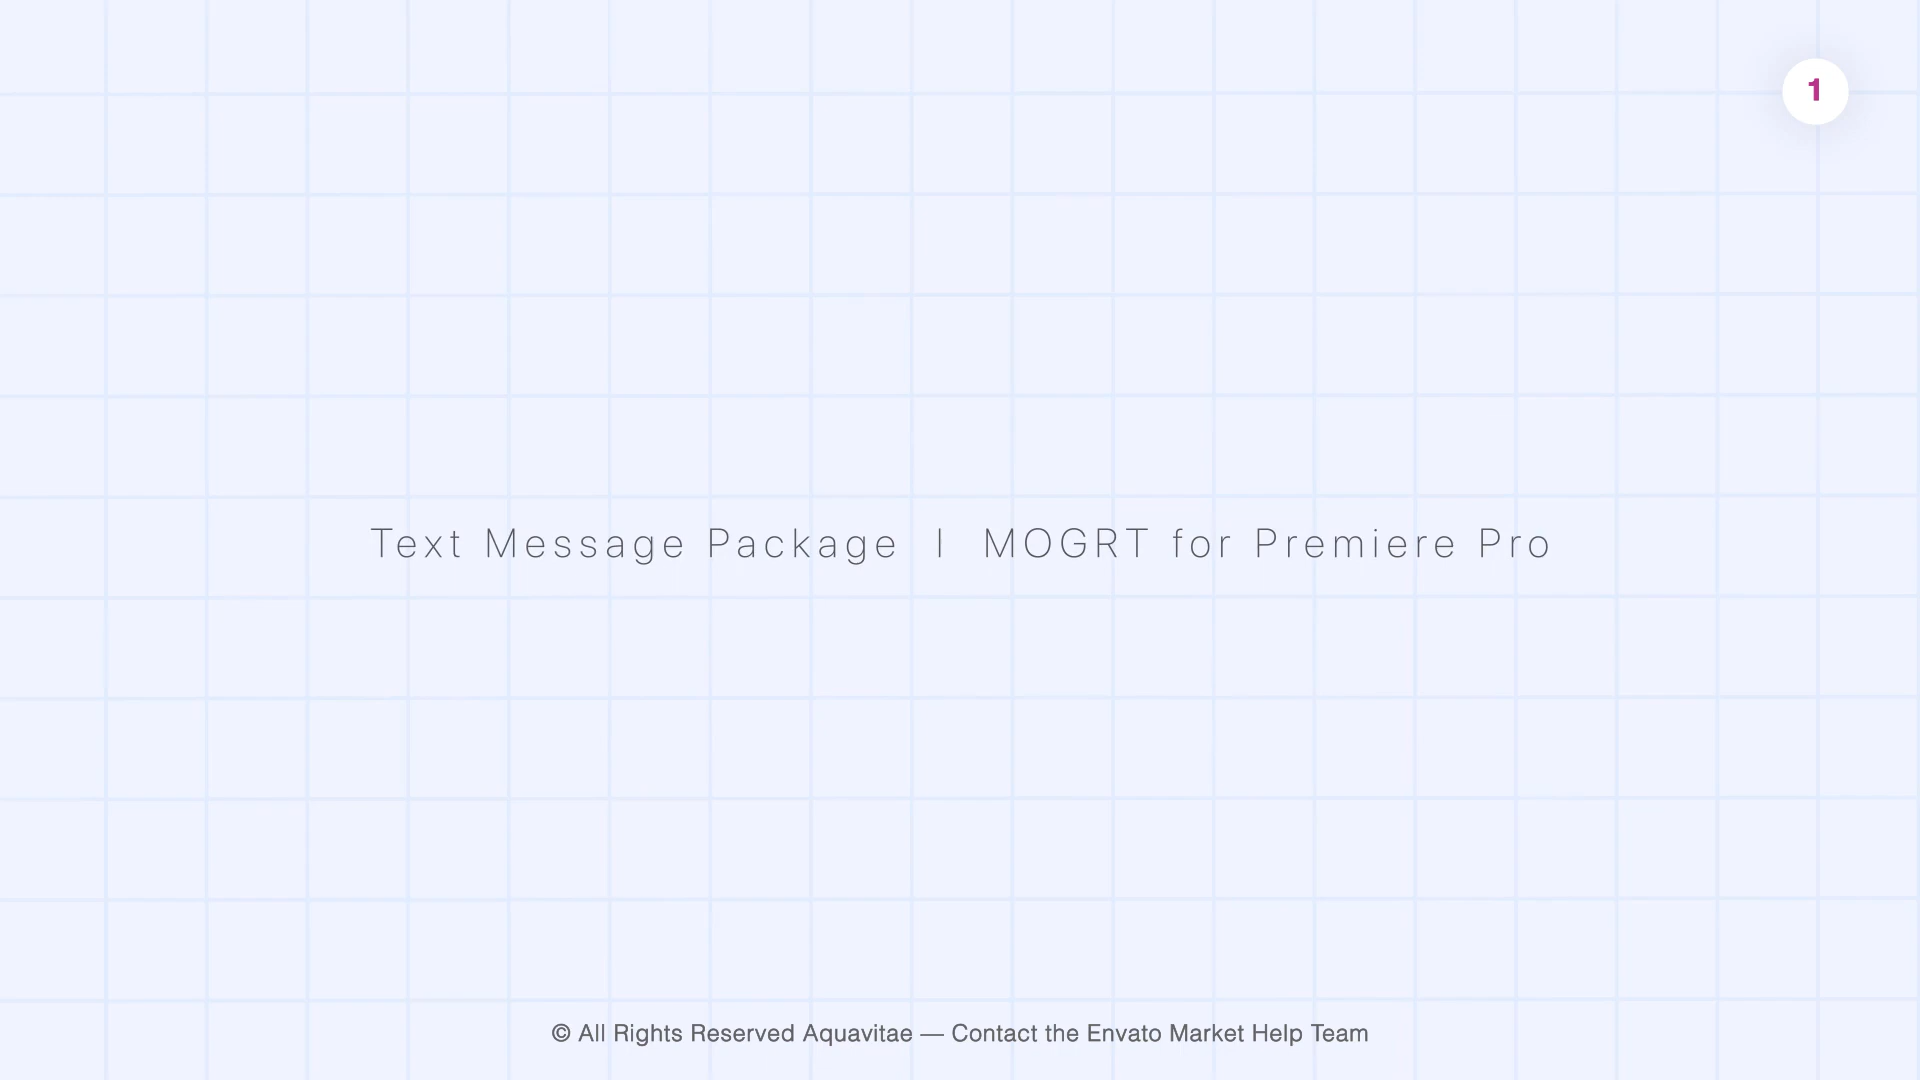 1
Text Message Package I MOGRT for Premiere Pro
© All Rights Reserved Aquavitae — Contact the Envato Market Help Team